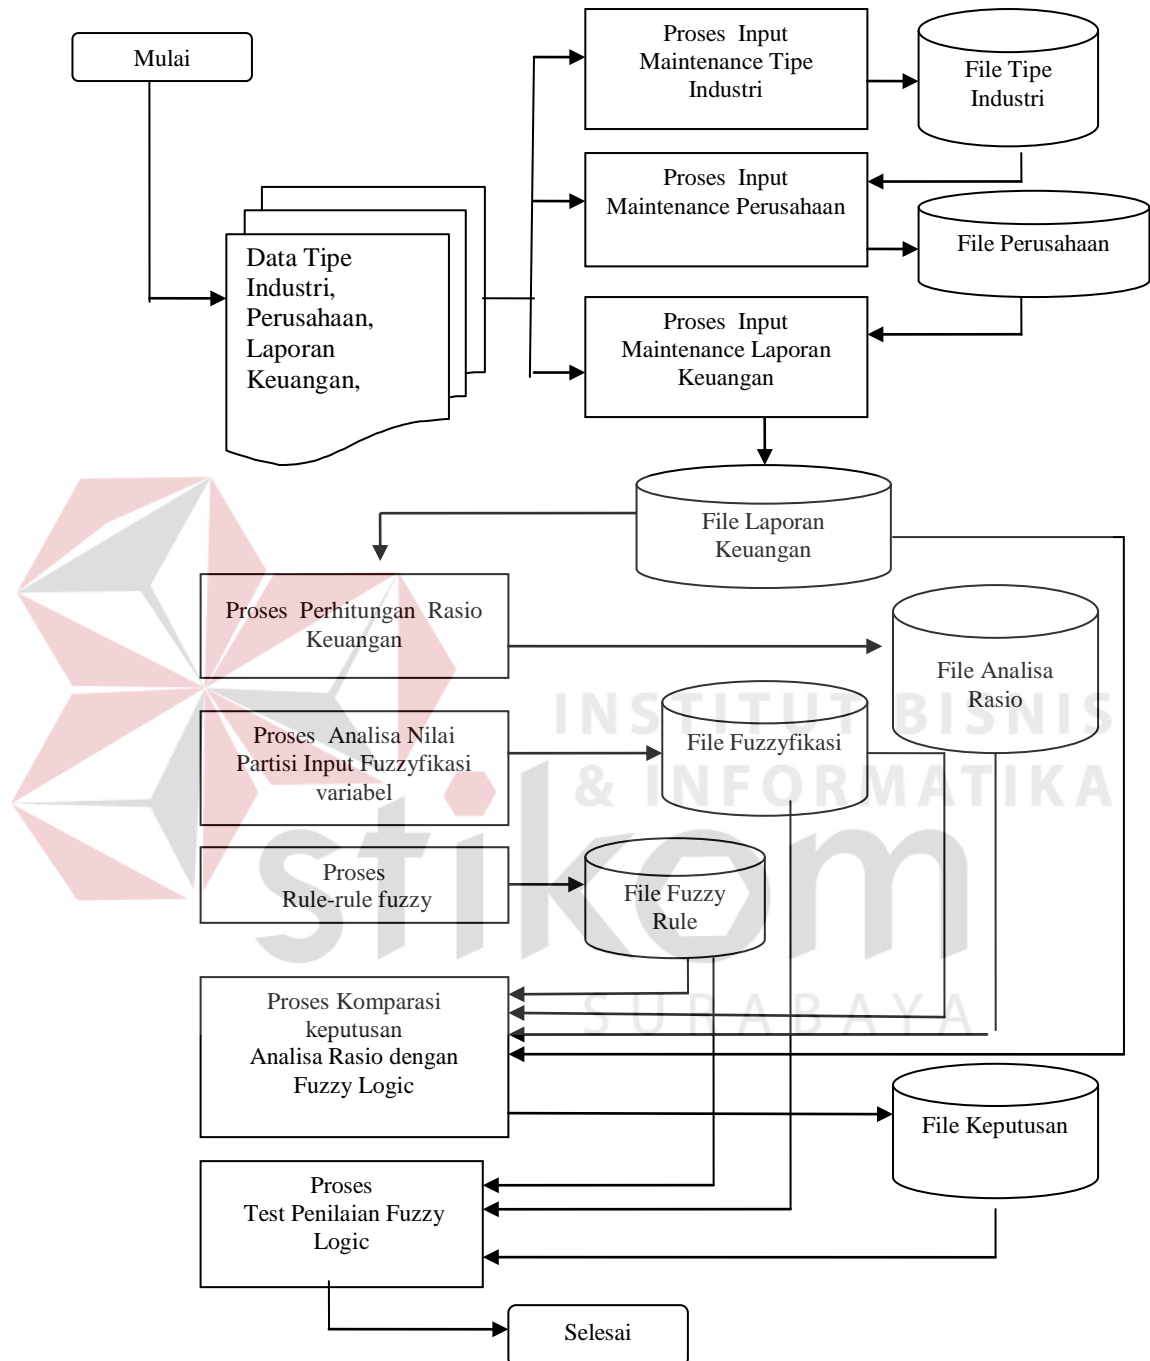 Mulai
Proses Input
Maintenance Tipe
Industri
File Tipe
Industri
Proses Input
Maintenance Perusahaan
File Perusahaan
Data Tipe
Industri,
Perusahaan,
Laporan
Keuangan,
Proses Input
Maintenance Laporan
Keuangan
File Laporan
Keuangan
Proses Perhitungan Rasio
Keuangan
File Analisa
Rasio
INSTITUT BISNIS
& INFORMATIKA
Proses Analisa Nilai
Partisi Input Fuzzyfikasi
variabel
File Fuzzyfikasi
stikom
Proses
Rule-rule fuzzy
File Fuzzy
Rule
SURABAYA
Proses Komparasi
keputusan
Analisa Rasio dengan
Fuzzy Logic
File Keputusan
Proses
Test Penilaian Fuzzy
Logic
Selesai